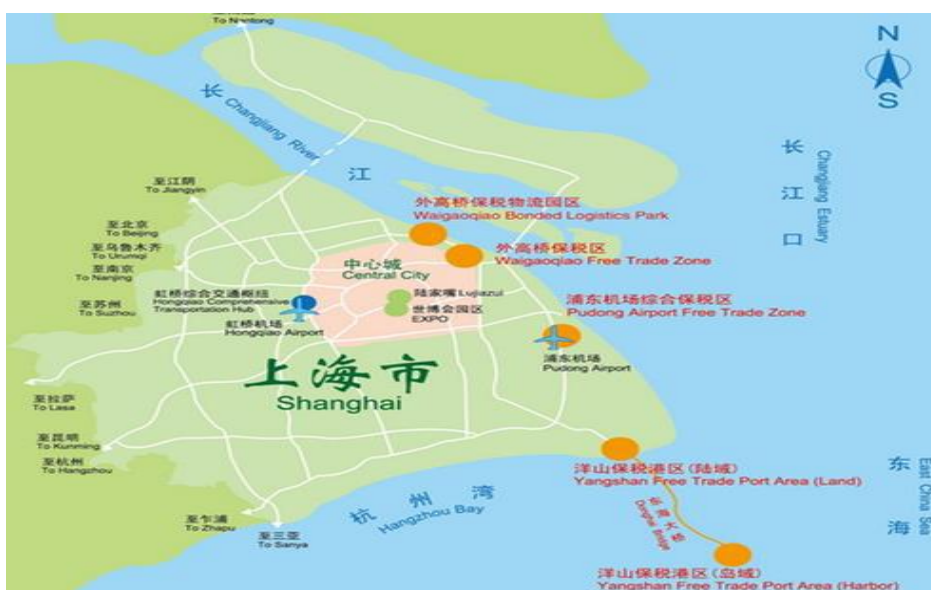 To Nantong
N
S
长
江
Changjiang River
长
江
口
Changjiang Estuary
至江阴
To Jiangyin
外高桥保税物流园区
Waigaoqiao Bonded Logistics Park
至北京
To Beijing
至乌鲁木齐
To Urumqi
至南京
To Nanjing
外高桥保税区
Waigaoqiao Free Trade Zone
中心城
Central City
至苏州
To Suzhou
虹桥综合交通枢纽
Hongqiao Comprehensive
Transportation Hub
虹桥机场
Hongqiao Airport
陆家嘴 Lujiazui
世博会园区
EXPO
浦东机场综合保税区
Pudong Airport Free Trade Zone
浦东机场
Pudong Airport
上海市
Shanghai
至拉萨
To Lasa
至昆明
To Kunming
至杭州
To Hangzhou
洋山保税港区(陆域)
Yangshan Free Trade Port Area (Land)
东
海
East China Sea
杭州湾
Hangzhou Bay
东海大桥
Donghai Bridge
至乍浦
To Zhapu
至三亚
To Sanya
洋山保税港区(岛域)
Yangshan Free Trade Port Area (Harbor)